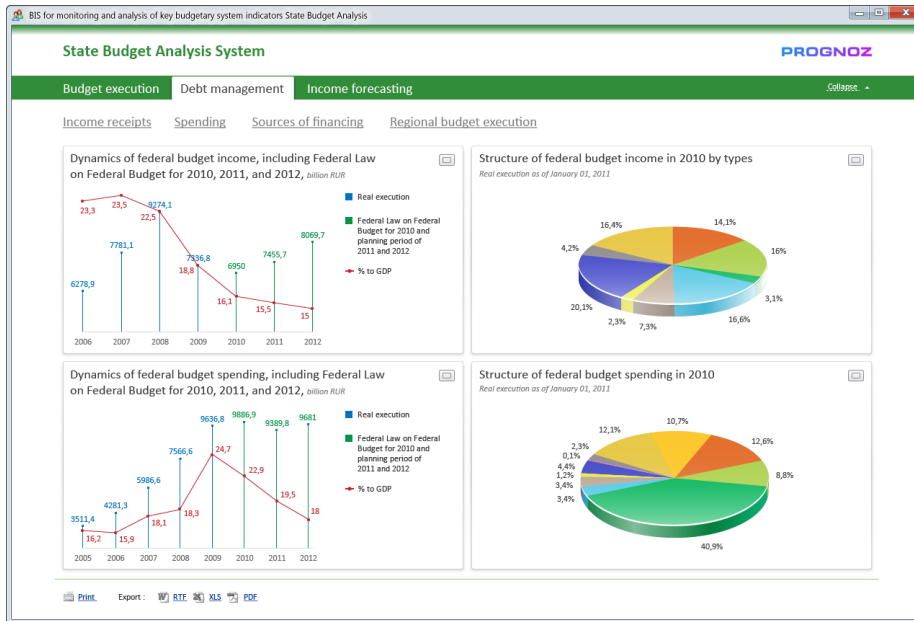 BIS for monitoring and analysis of key budgetary system indicators State Budget Analysis
State Budget Analysis System
PROGNOZ
Budget execution Debt management Income forecasting Collapse
Income receipts Spending Sources of financing Regional budget execution
Dynamics of federal budget income, including Federal Law
on Federal Budget for 2010, 2011, and 2012, billion RUR
23,3
23,5
22,5
9274,1
7781,1
6278,9
7336,8
18,8
6950
16,1
7455,7
15,5
8069,7
15
2006 2007 2008 2009 2010 2011 2012
Real execution
Federal Law on Federal
Budget for 2010 and
planning period of
2011 and 2012
% to GDP
Structure of federal budget income in 2010 by types
Real execution as of January 01, 2011
16,4%
14,1%
4,2%
16%
20,1%
3,1%
2,3%
7,3%
16,6%
Dynamics of federal budget spending, including Federal Law
on Federal Budget for 2010, 2011, and 2012, billion RUR
3511,4
16,2
4281,3
15,9
5986,6
18,1
7566,6
18,3
9636,8
24,7
9886,9
22,9
9389,8
19,5
9681
18
2005 2006 2007 2008 2009 2010 2011 2012
Real execution
Federal Law on Federal
Budget for 2010 and
planning period of
2011 and 2012
% to GDP
Structure of federal budget spending in 2010
Real execution as of January 01, 2011
10,7%
12,1%
12,6%
2,3%
0,1%
4,4%
1,2%
3,4%
3,4%
8,8%
40,9%
Print Export : RTF XLS PDF